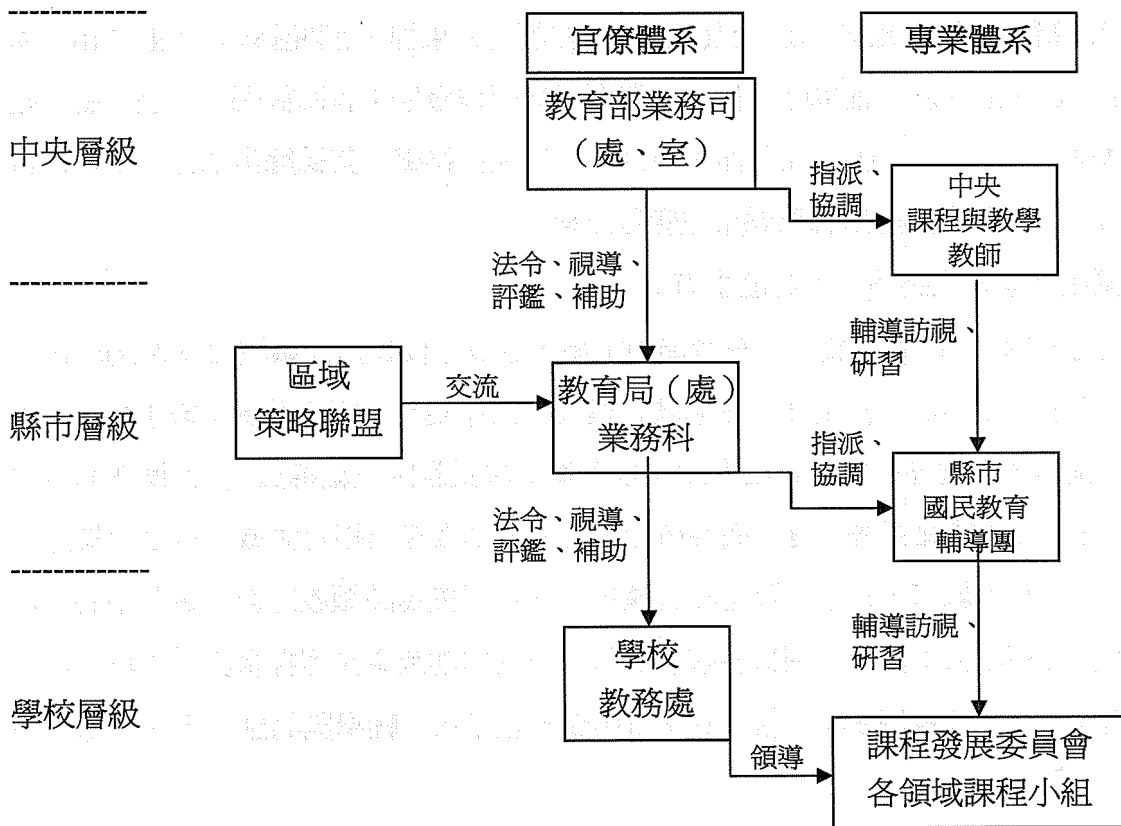 官僚體系
專業體系
中央層級
教育部業務司
（處、室）
指派、
協調
中央
課程與教學
教師
法令、視導、
評鑑、補助
輔導訪視、
研習
縣市層級
區域
策略聯盟
交流
教育局（處）
業務科
指派、
協調
縣市
國民教育
輔導團
法令、視導、
評鑑、補助
輔導訪視、
研習
學校層級
學校
教務處
領導
課程發展委員會
各領域課程小組